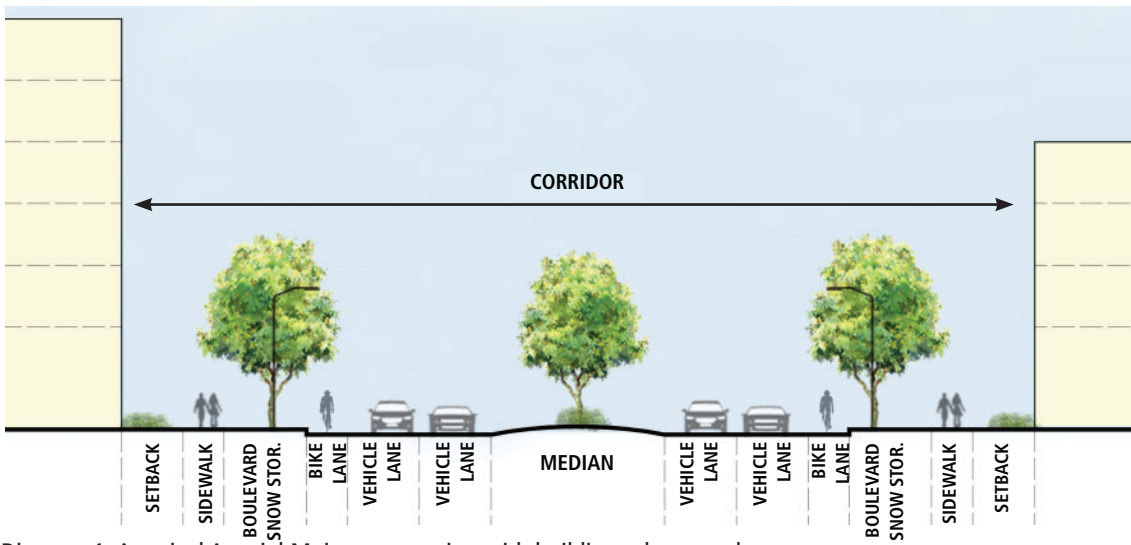 CORRIDOR
SETBACK
SIDEWALK
BOULEVARD
SNOW STOR.
BIKE
LANE
VEHICLE
LANE
VEHICLE
LANE
MEDIAN
VEHICLE
LANE
VEHICLE
LANE
BIKE
LANE
BOULEVARD
SNOW STOR.
SIDEWALK
SETBACK